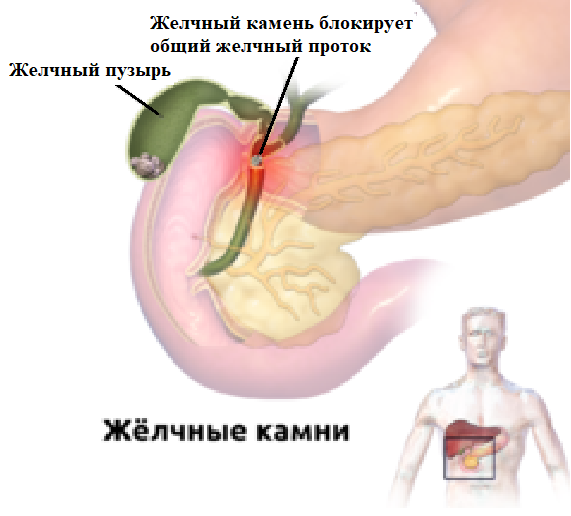 Желчный камень блокирует
общий желчный проток
Желчный пузырь
Жёлчные камни